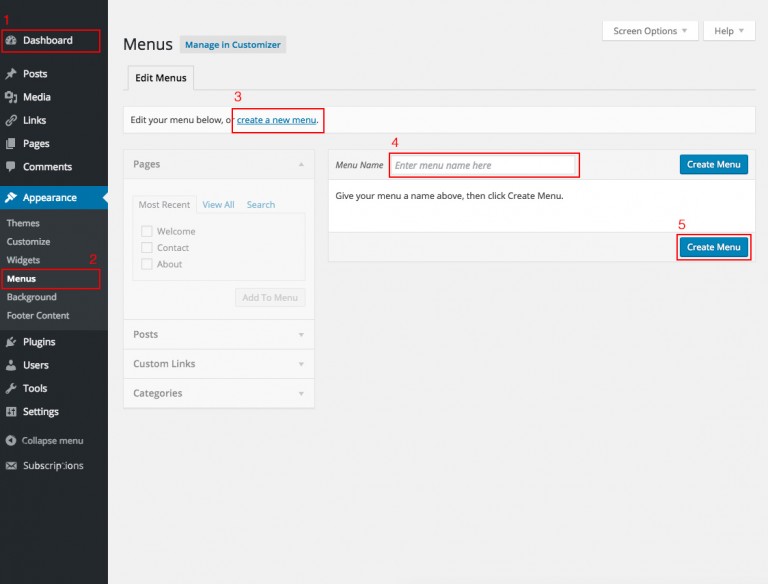 1
Dashboard
Posts
Media
Links
Pages
Comments
Appearance
Themes
Customize
Widgets
2
Menus
Background
Footer Content
Plugins
Users
Tools
Settings
Collapse menu
Subscriptions
Screen Options
Help
Menus
Manage in Customizer
Edit Menus
3
Edit your menu below, or create a new menu.
Pages
Most Recent
View All
Search
Welcome
Contact
About
Add To Menu
Posts
Custom Links
Categories
4
Menu Name
Enter menu name here
Create Menu
Give your menu a name above, then click Create Menu.
5
Create Menu